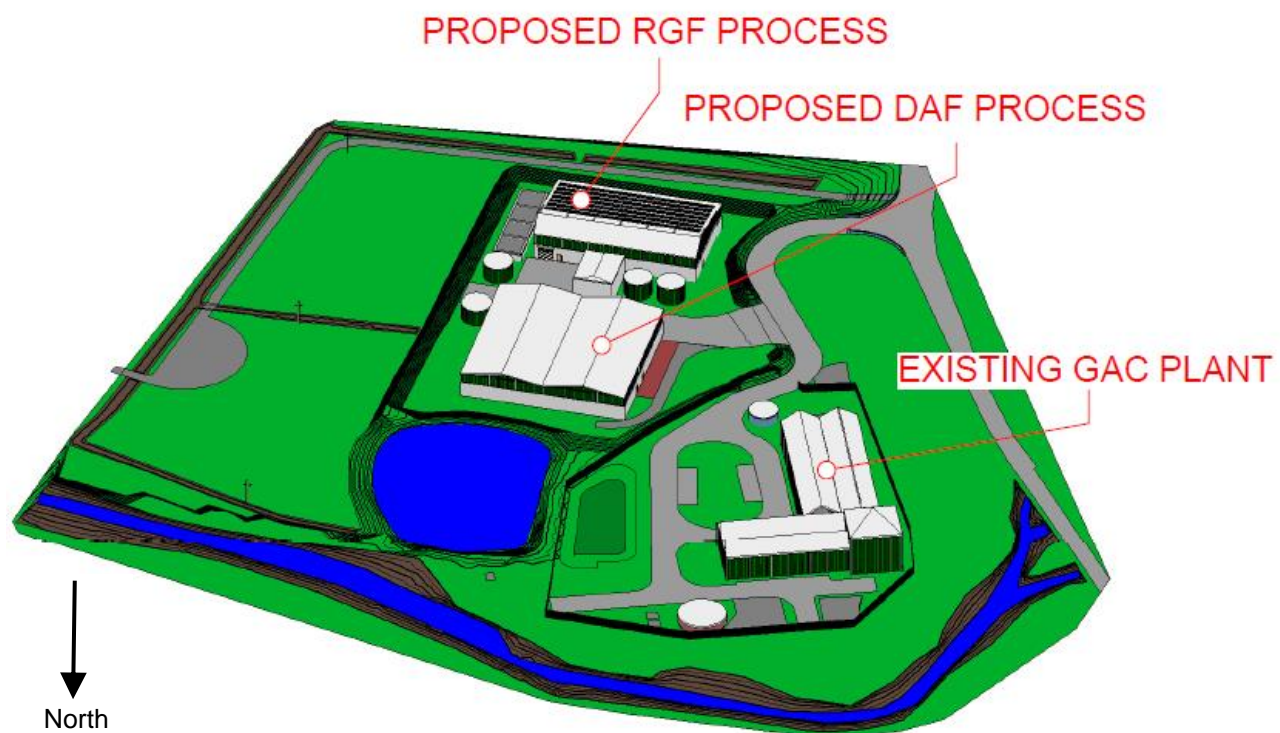 PROPOSED RGF PROCESS
PROPOSED DAF PROCESS
EXISTING GAC PLANT
North